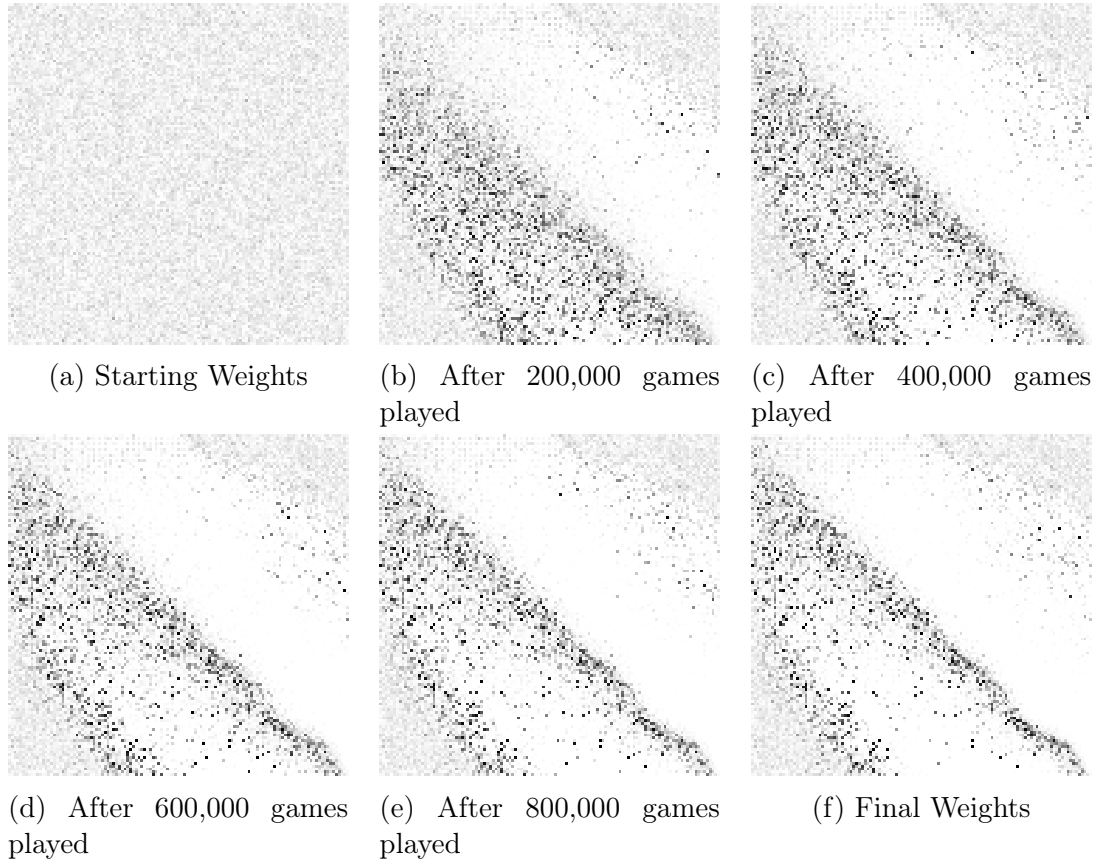 (a) Starting Weights
(b) After 200,000 games
played
(c) After 400,000 games
played
(d) After 600,000 games
played
(e) After 800,000 games
played
(f) Final Weights